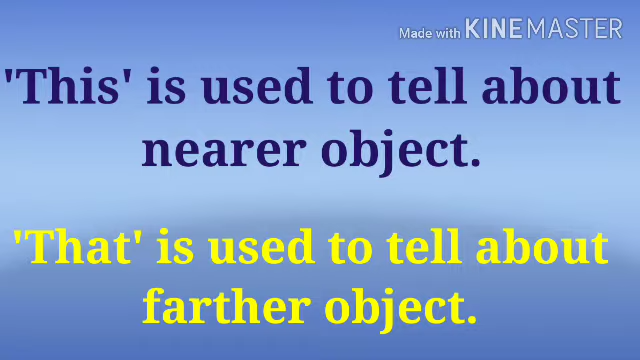 Made with KINEMASTER
'This' is used to tell about
nearer object.
'That' is used to tell about
farther object.